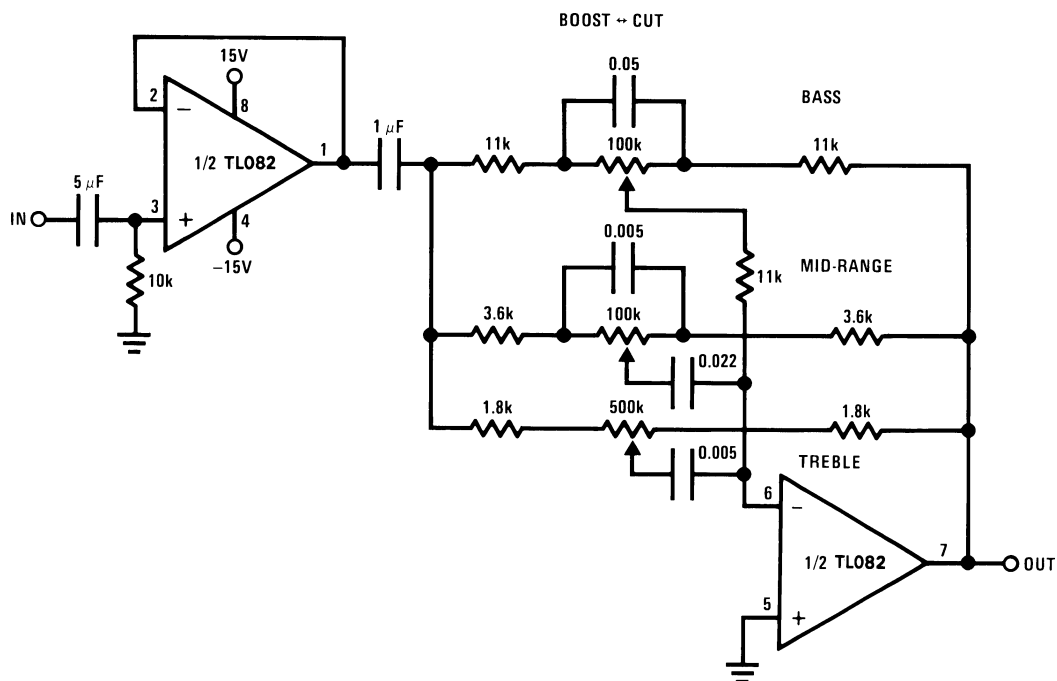 BOOST ↔ CUT
15V
0.05
BASS
2
−
8
1 μF
11k
100k
11k
1/2 TL082
1
5 μF
IN
3
+
4
−15V
10k
0.005
11k
MID-RANGE
3.6k
100k
3.6k
0.022
1.8k
500k
1.8k
0.005
TREBLE
6
−
1/2 TL082
7
OUT
5
+